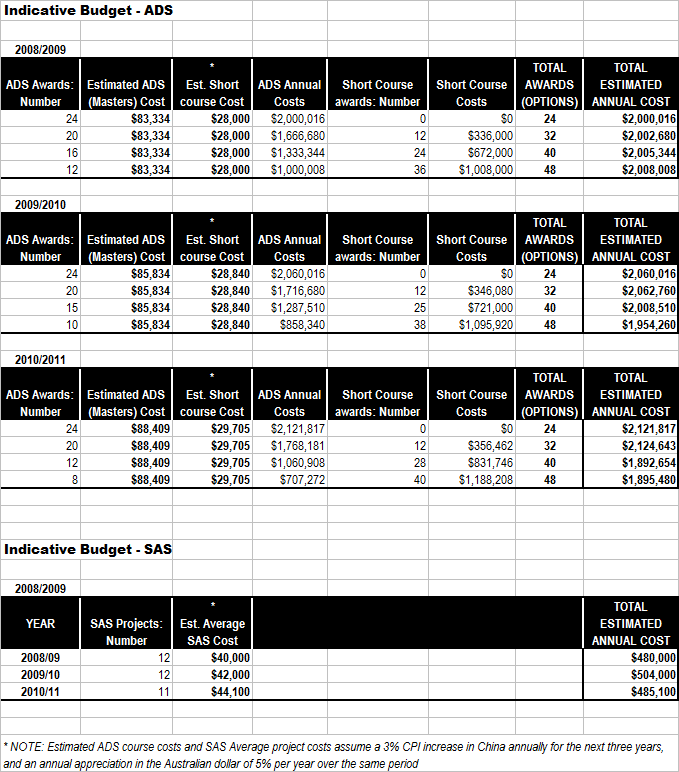 Indicative Budget - ADS
2008/2009
* TOTAL TOTAL
ADS Awards: Estimated ADS Est. Short ADS Annual Short Course Short Course AWARDS ESTIMATED
Number (Masters) Cost course Cost Costs awards: Number Costs (OPTIONS) ANNUAL COST
24 $83,334 $28,000 $2,000,016 0 $0 24 $2,000,016
20 $83,334 $28,000 $1,666,680 12 $336,000 32 $2,002,680
16 $83,334 $28,000 $1,333,344 24 $672,000 40 $2,005,344
12 $83,334 $28,000 $1,000,008 36 $1,008,000 48 $2,008,008
2009/2010
* TOTAL TOTAL
ADS Awards: Estimated ADS Est. Short ADS Annual Short Course Short Course AWARDS ESTIMATED
Number (Masters) Cost course Cost Costs awards: Number Costs (OPTIONS) ANNUAL COST
24 $85,834 $28,840 $2,060,016 0 $0 24 $2,060,016
20 $85,834 $28,840 $1,716,680 12 $346,080 32 $2,062,760
15 $85,834 $28,840 $1,287,510 25 $721,000 40 $2,008,510
10 $85,834 $28,840 $858,340 38 $1,095,920 48 $1,954,260
2010/2011
* TOTAL TOTAL
ADS Awards: Estimated ADS Est. Short ADS Annual Short Course Short Course AWARDS ESTIMATED
Number (Masters) Cost course Cost Costs awards: Number Costs (OPTIONS) ANNUAL COST
24 $88,409 $29,705 $2,121,817 0 $0 24 $2,121,817
20 $88,409 $29,705 $1,768,181 12 $356,462 32 $2,124,643
12 $88,409 $29,705 $1,060,908 28 $831,746 40 $1,892,654
8 $88,409 $29,705 $707,272 40 $1,188,208 48 $1,895,480
Indicative Budget - SAS
2008/2009
* TOTAL
YEAR SAS Projects: Est. Average ESTIMATED
Number SAS Cost ANNUAL COST
2008/09 12 $40,000 $480,000
2009/10 12 $42,000 $504,000
2010/11 11 $44,100 $485,100
* NOTE: Estimated ADS course costs and SAS Average project costs assume a 3% CPI increase in China annually for the next three years,
and an annual appreciation in the Australian dollar of 5% per year over the same period